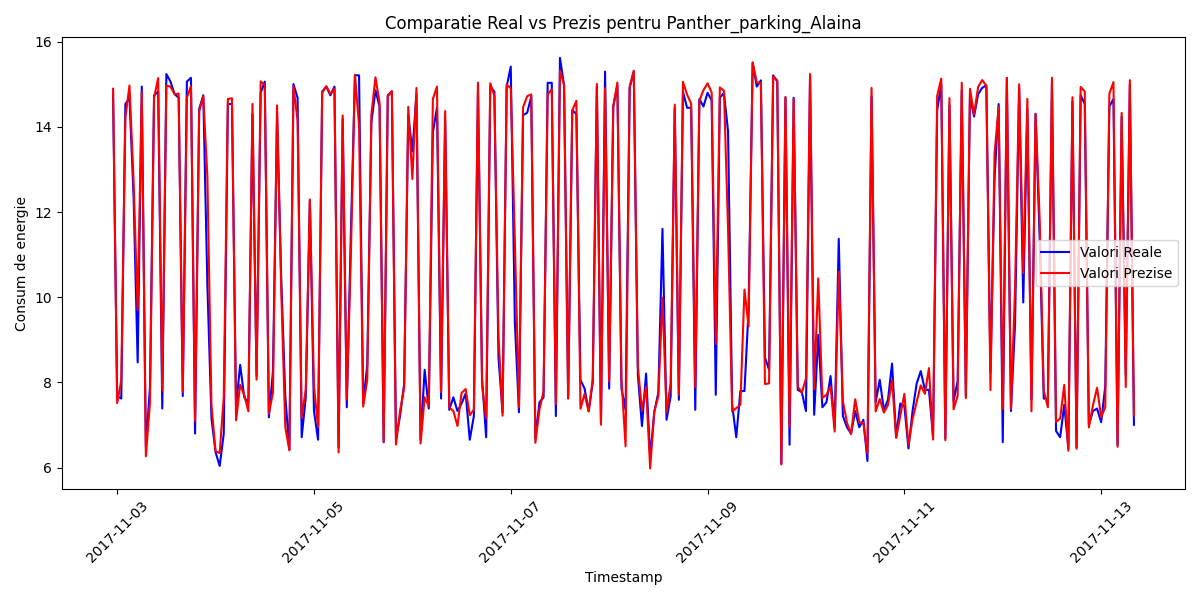 Comparatie Real vs Prezis pentru Panther_parking_Alaina
Consum de energie
16
14
12
10
8
6
Valori Reale
Valori Prezise
2017-11-03
2017-11-05
2017-11-07
2017-11-09
2017-11-11
2017-11-13
Timestamp